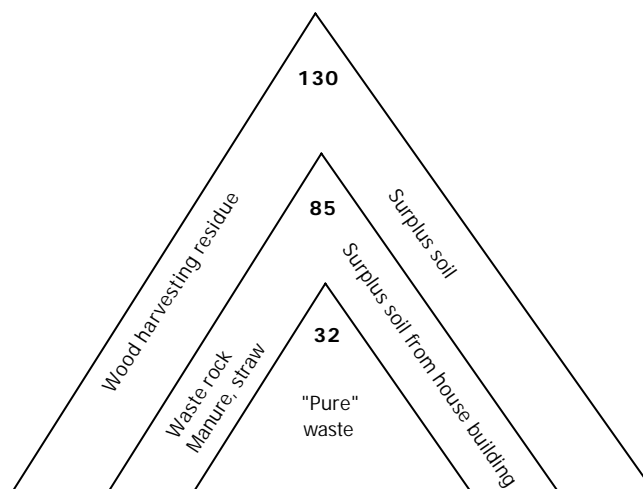 130
Wood harvesting residue
Surplus soil
85
Waste rock
Manure, straw
Surplus soil from house building
32
"Pure"
waste